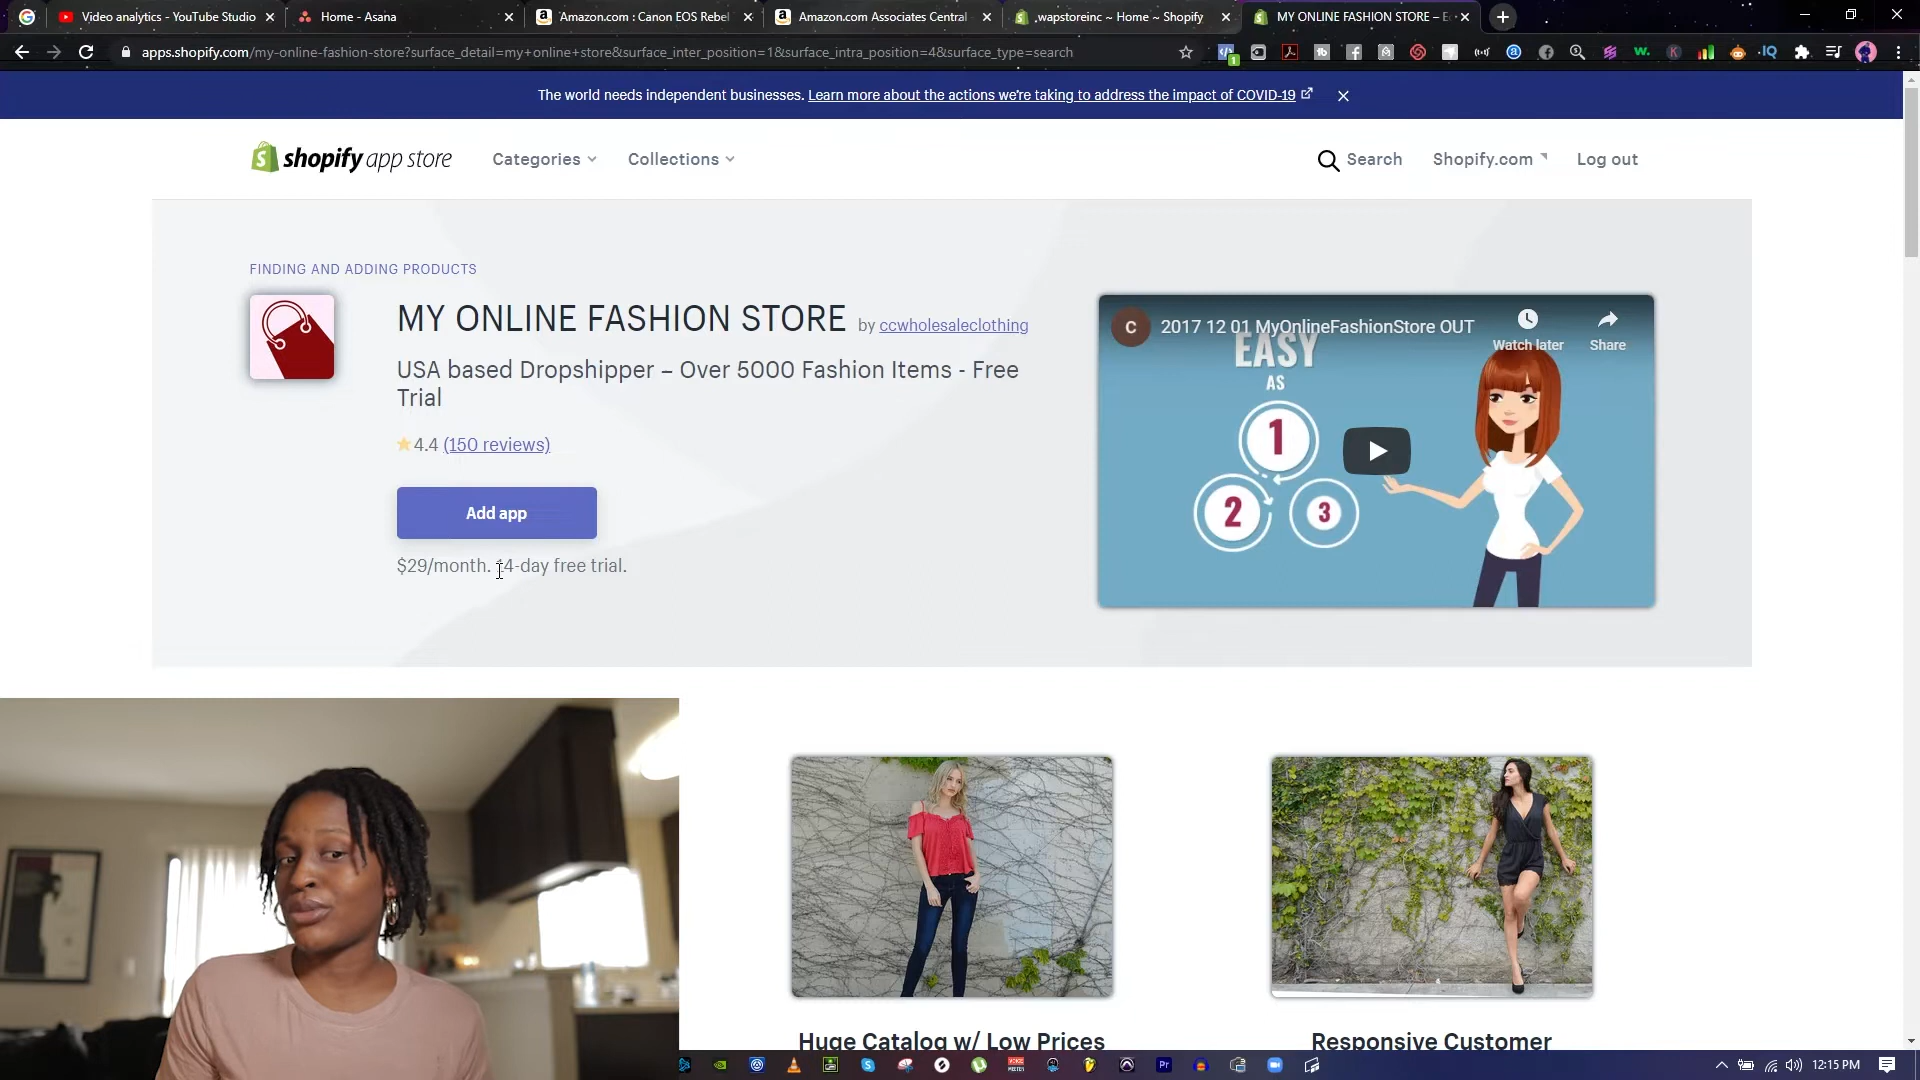 Video analytics - YouTube Studio
Home - Asana
Amazon.com : Canon EOS Rebel
Amazon.com Associates Central
.wapstoreinc ~ Home ~ Shopify
MY ONLINE FASHION STORE – Ec
apps.shopify.com/my-online-fashion-store?surface_detail=my+online+store&surface_inter_position=1&surface_intra_position=4&surface_type=search
The world needs independent businesses. Learn more about the actions we're taking to address the impact of COVID-19
shopify app store
Categories
Collections
Search
Shopify.com
Log out
FINDING AND ADDING PRODUCTS
MY ONLINE FASHION STORE by ccwholesaleclothing
USA based Dropshipper – Over 5000 Fashion Items - Free
Trial
4.4 (150 reviews)
Add app
$29/month. 14-day free trial.
C
2017 12 01 MyOnlineFashionStore OUT
Watch later
Share
EASY
AS
1
2
3
Huge Catalog w/ Low Prices
Responsive Customer
12:15 PM